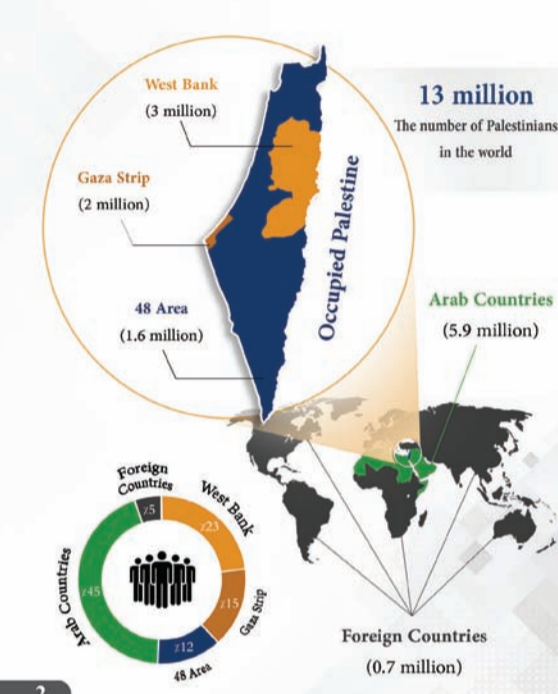 West Bank
(3 million)
13 million
The number of Palestinians
in the world
Gaza Strip
(2 million)
Occupied Palestine
48 Area
(1.6 million)
Arab Countries
(5.9 million)
Foreign
Countries
٪5
West Bank
٪23
Arab Countries
٪45
٪15
Gaza Strip
٪12
48 Area
Foreign Countries
(0.7 million)
2